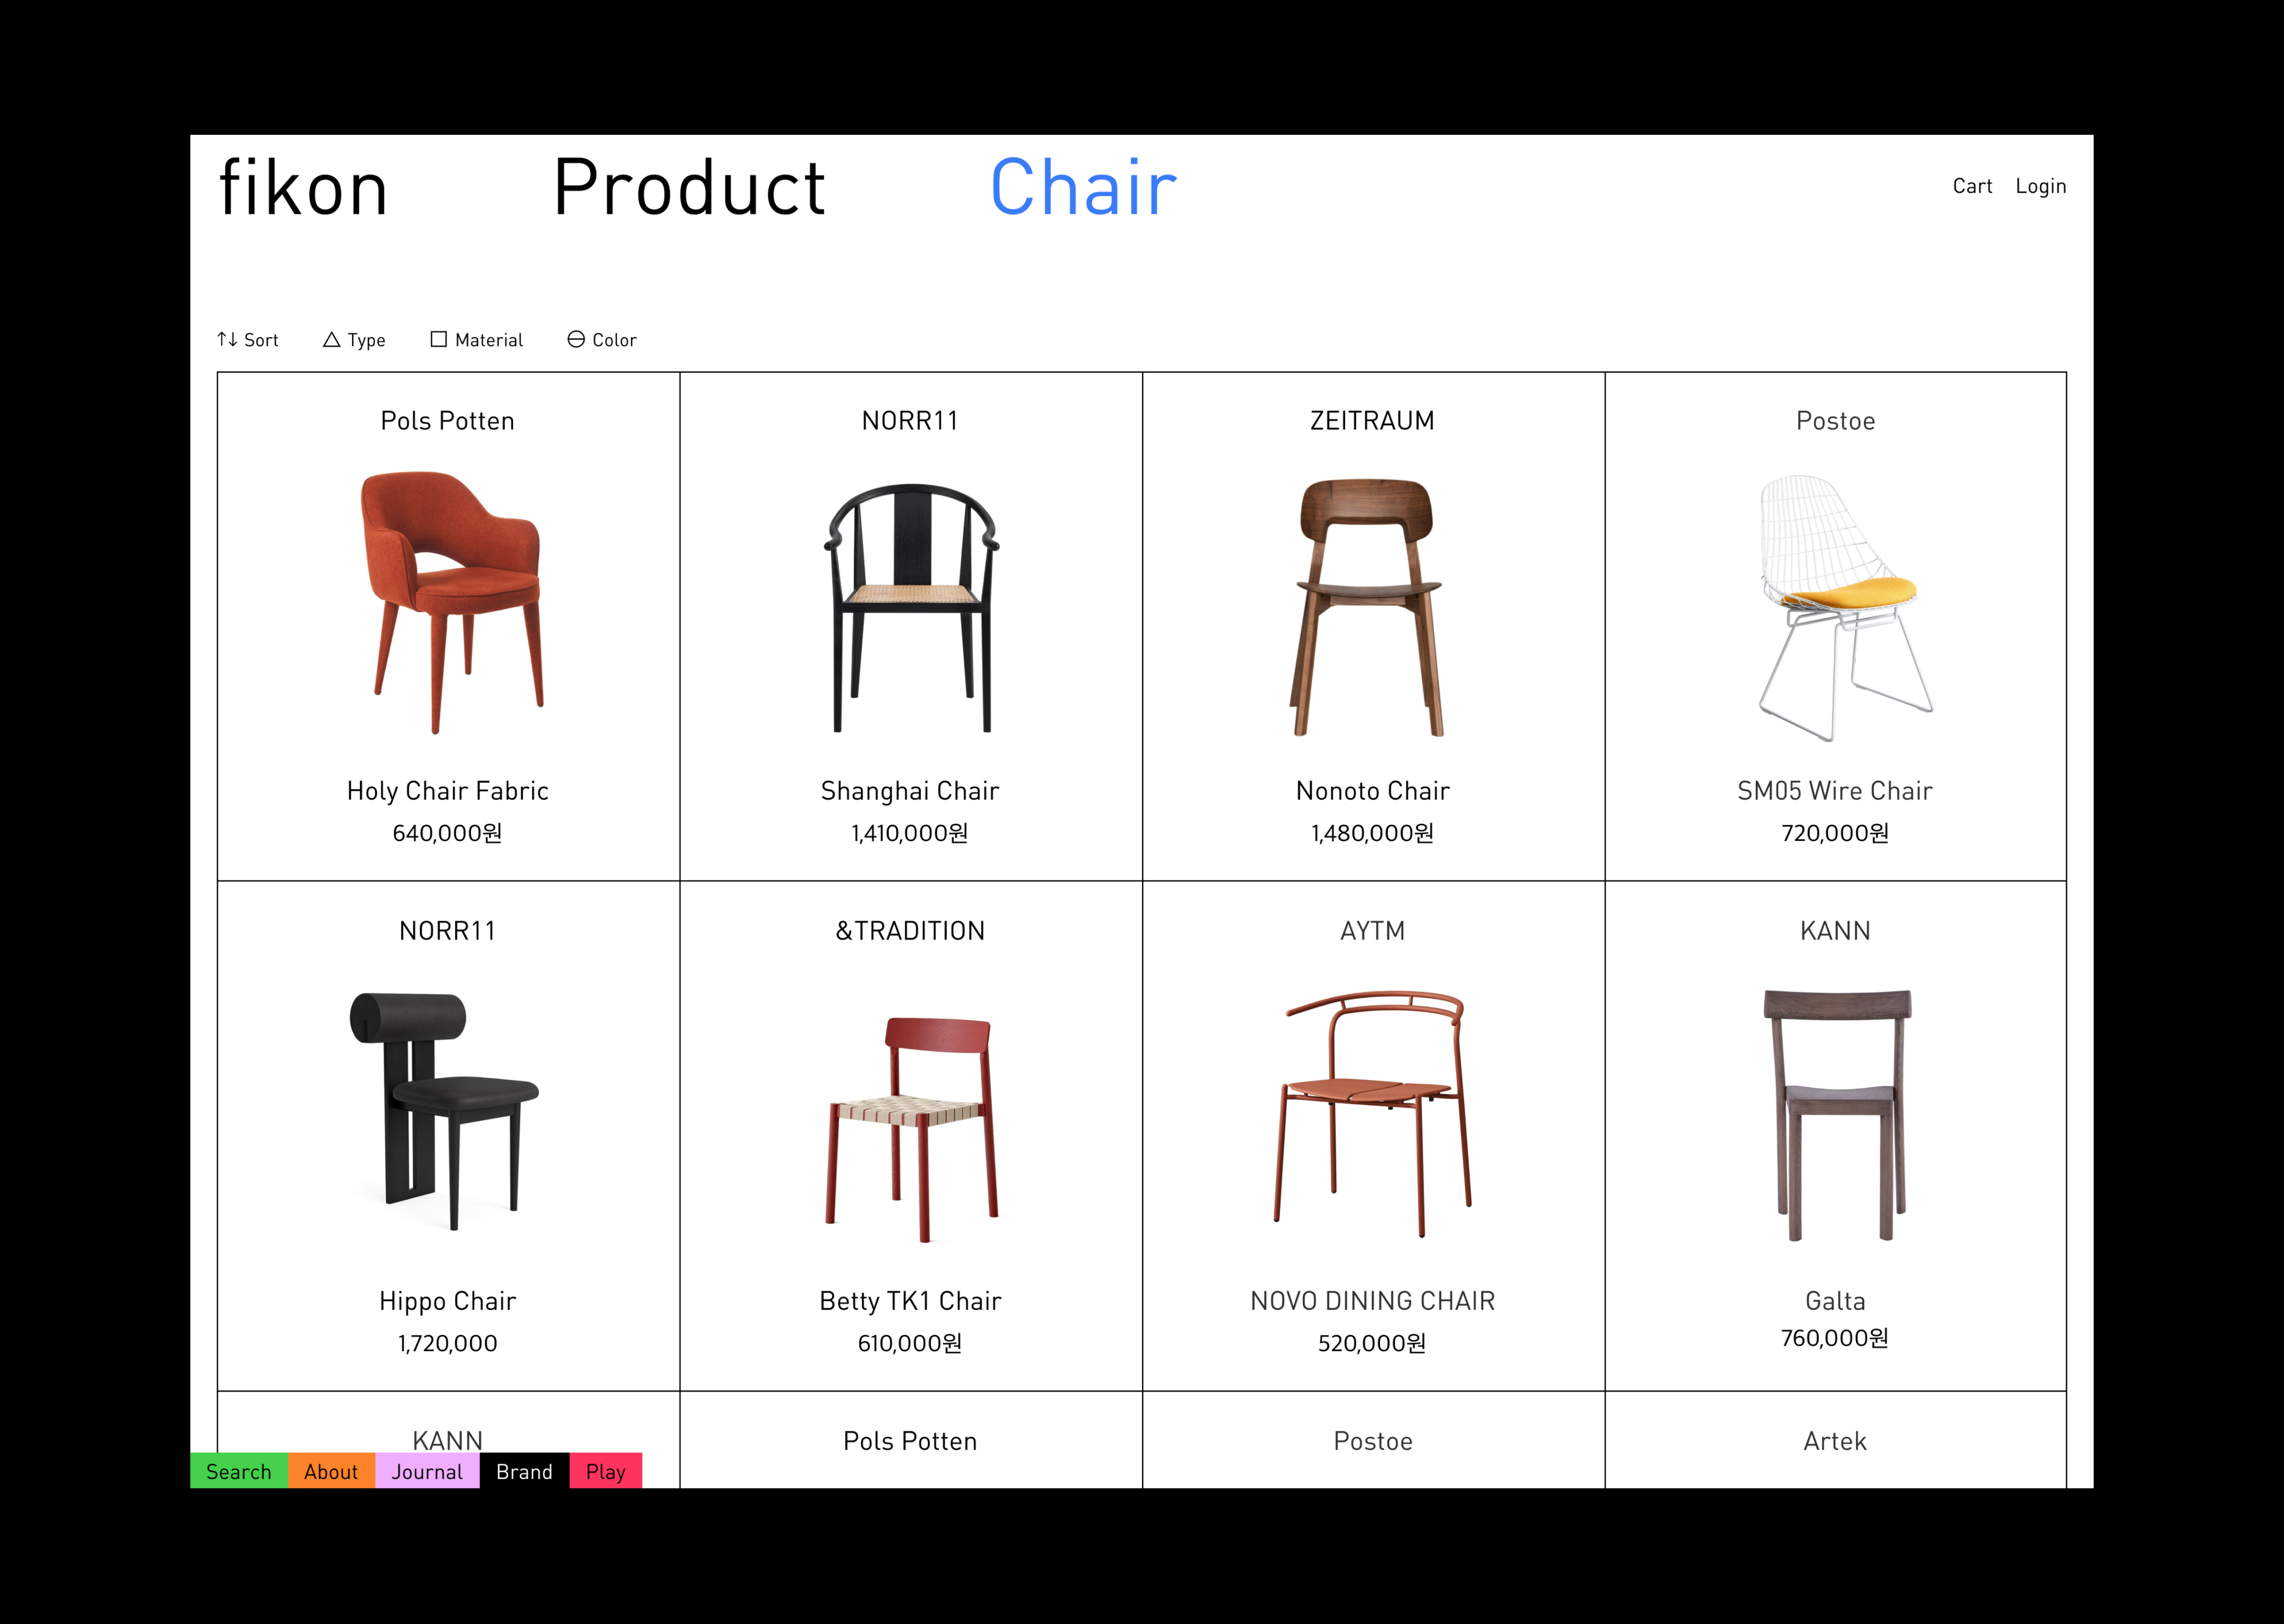 fikon Product Chair Cart Login
↑↓ Sort Type Material Color
Pols Potten
Holy Chair Fabric
640,000원
NORR11
Shanghai Chair
1,410,000원
ZEITRAUM
Nonoto Chair
1,480,000원
Postoe
SM05 Wire Chair
720,000원
NORR11
Hippo Chair
1,720,000
&TRADITION
Betty TK1 Chair
610,000원
AYTM
NOVO DINING CHAIR
520,000원
KANN
Galta
760,000원
KANN
Pols Potten
Postoe
Artek
Search About Journal Brand Play